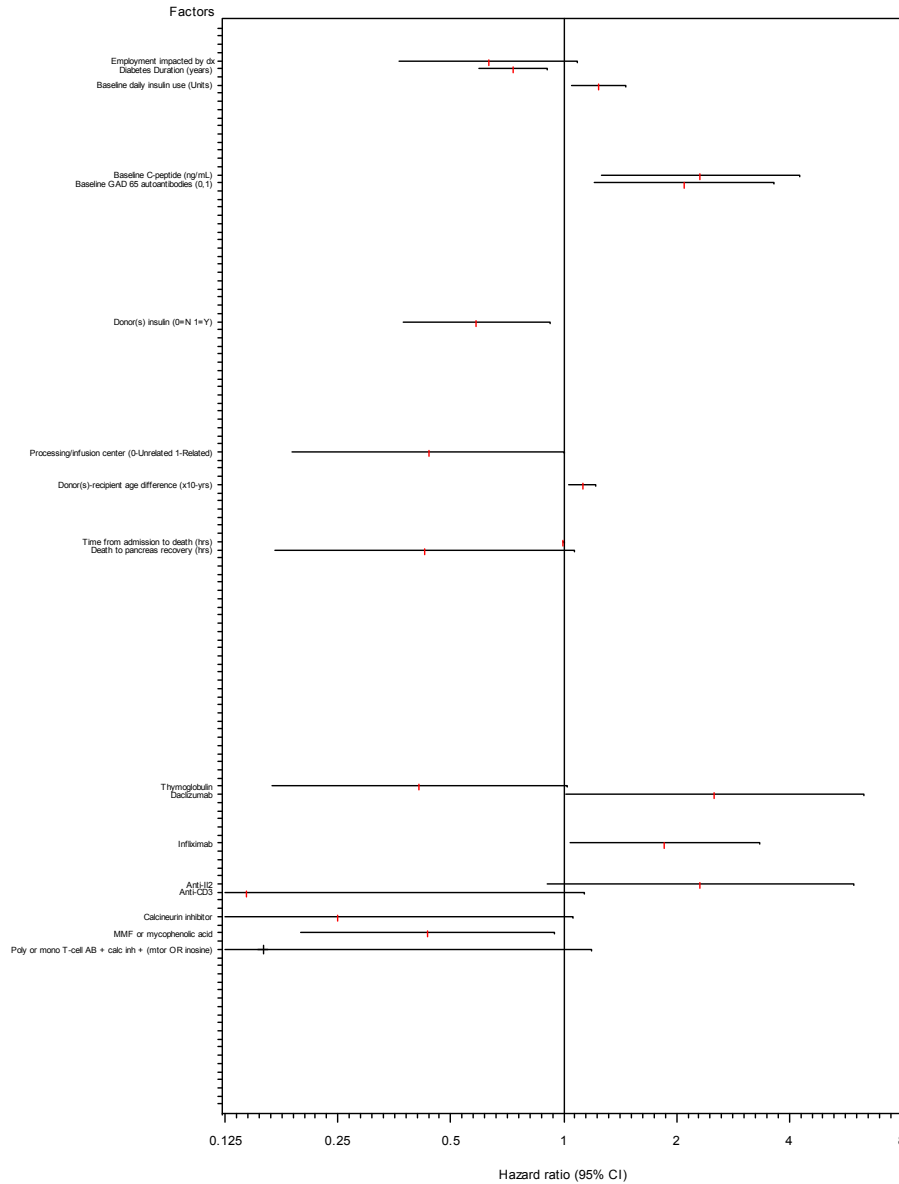 Factors
Employment impacted by dx
Diabetes Duration (years)
Baseline daily insulin use (Units)
Baseline C-peptide (ng/mL)
Baseline GAD 65 autoantibodies (0,1)
Donor(s) insulin (0=N 1=Y)
Processing/infusion center (0-Unrelated 1-Related)
Donor(s)-recipient age difference (x10-yrs)
Time from admission to death (hrs)
Death to pancreas recovery (hrs)
Thymoglobulin
Daclizumab
Infliximab
Anti-Il2
Anti-CD3
Calcineurin inhibitor
MMF or mycophenolic acid
Poly or mono T-cell AB + calc inh + (mtor OR inosine)
0.125 0.25 0.5 1 2 4 8
Hazard ratio (95% CI)